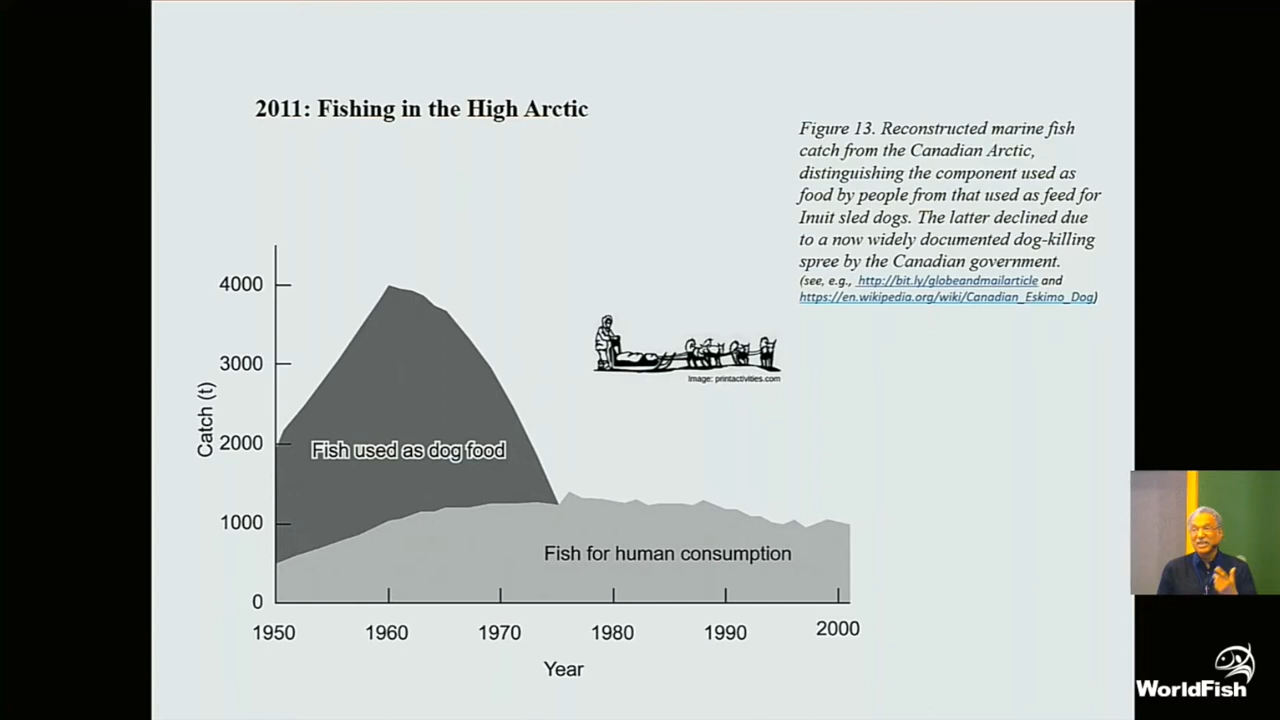 2011: Fishing in the High Arctic
Figure 13. Reconstructed marine fish
catch from the Canadian Arctic,
distinguishing the component used as
food by people from that used as feed for
Inuit sled dogs. The latter declined due
to a now widely documented dog-killing
spree by the Canadian government.
(see, e.g., http://bit.ly/globeandmailarticle and
https://en.wikipedia.org/wiki/Canadian_Eskimo_Dog)
Catch (t)
4000
3000
2000
1000
0
Image: printactivities.com
Fish used as dog food
Fish for human consumption
1950
1960
1970
1980
1990
2000
Year
WorldFish